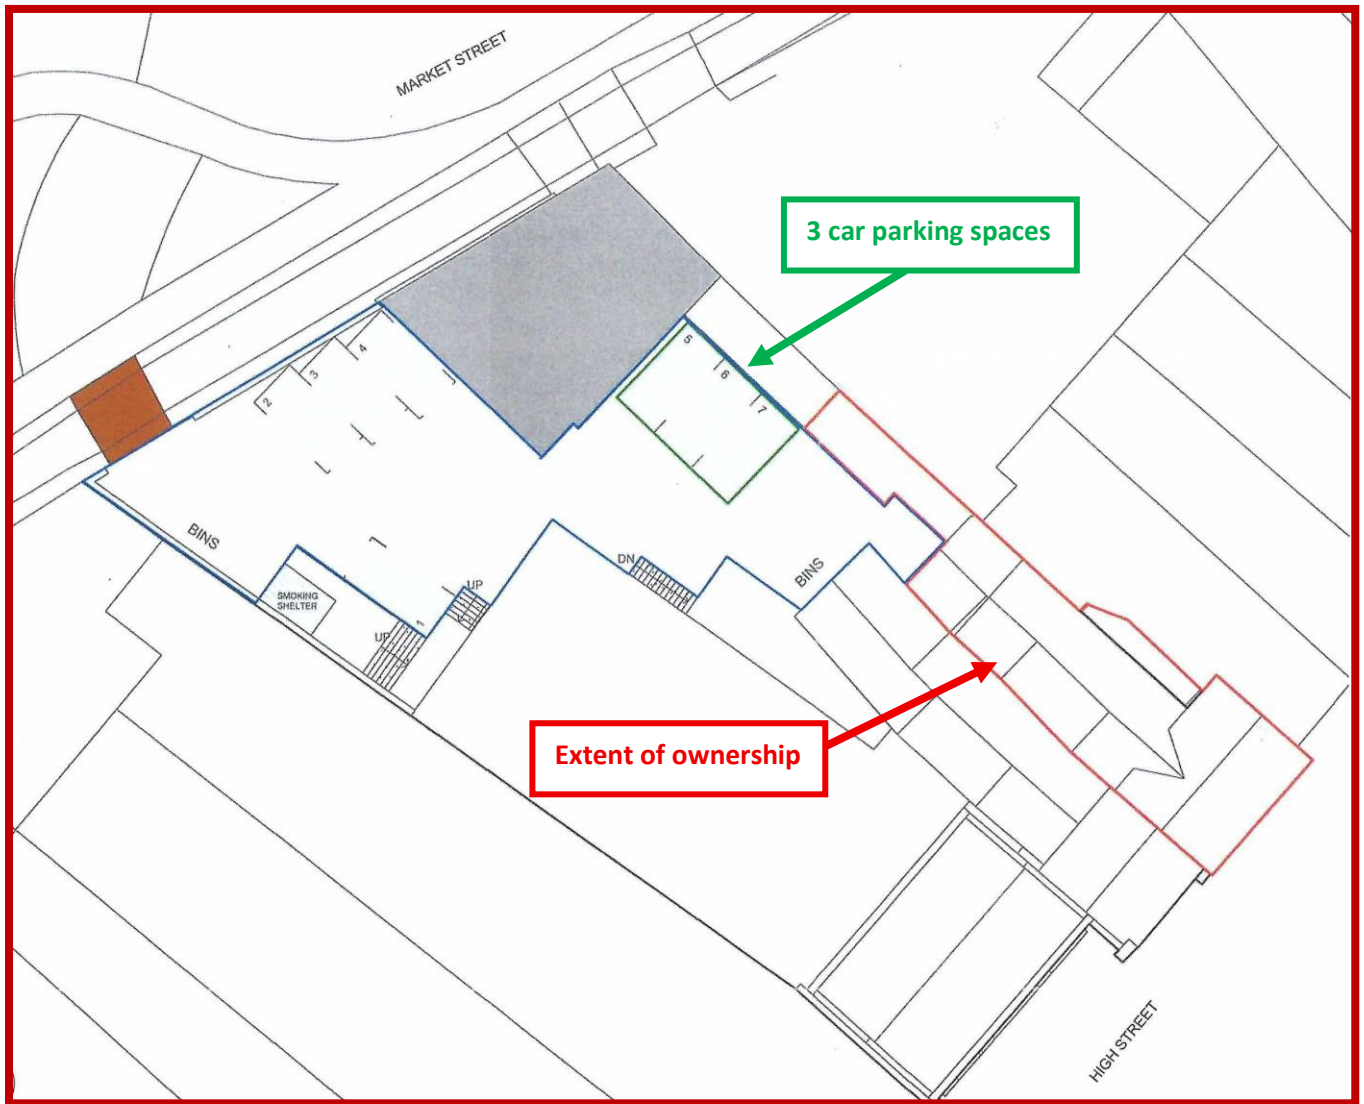 MARKET STREET
3 car parking spaces
5
6
7
4
3
2
BINS
SMOKING
SHELTER
UP
1
UP
DN
BINS
Extent of ownership
HIGH STREET